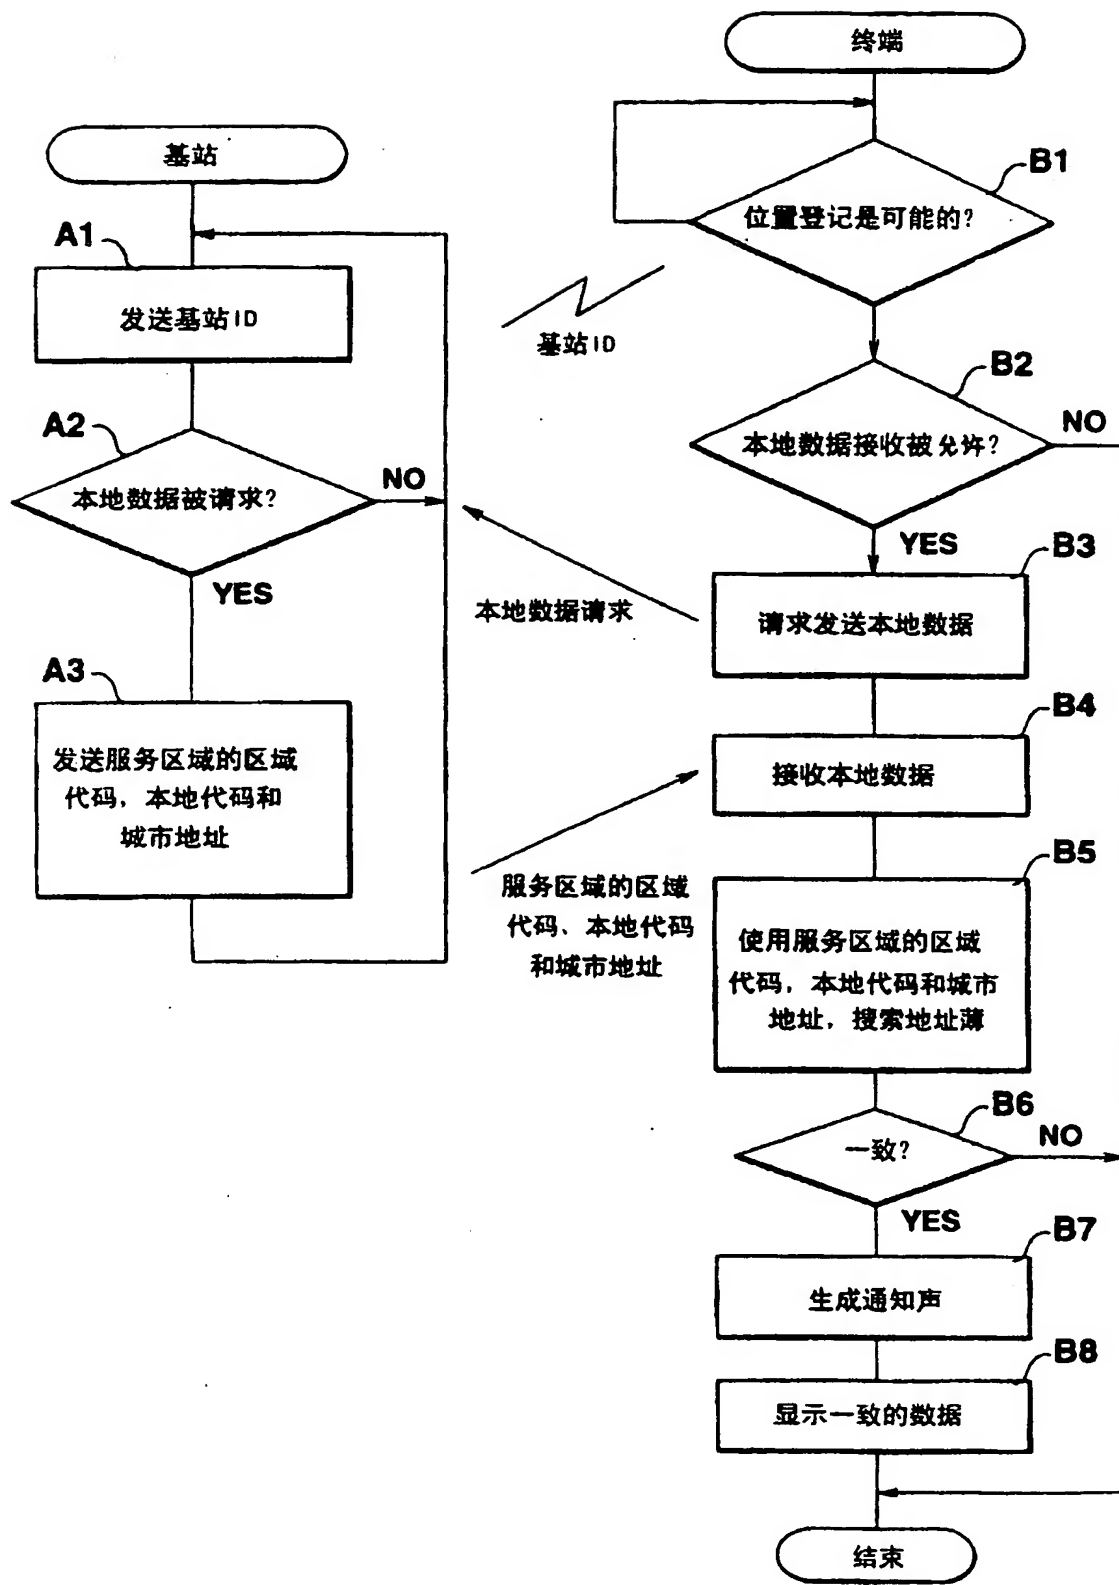 基站
A1
发送基站ID
A2
本地数据被请求?
NO
YES
A3
发送服务区域的区域
代码，本地代码和
城市地址
基站ID
本地数据请求
服务区域的区域
代码、本地代码
和城市地址
终端
B1
位置登记是可能的?
B2
本地数据接收被允许?
NO
YES
B3
请求发送本地数据
B4
接收本地数据
B5
使用服务区域的区域
代码，本地代码和城市
地址，搜索地址薄
B6
一致?
NO
YES
B7
生成通知声
B8
显示一致的数据
结束